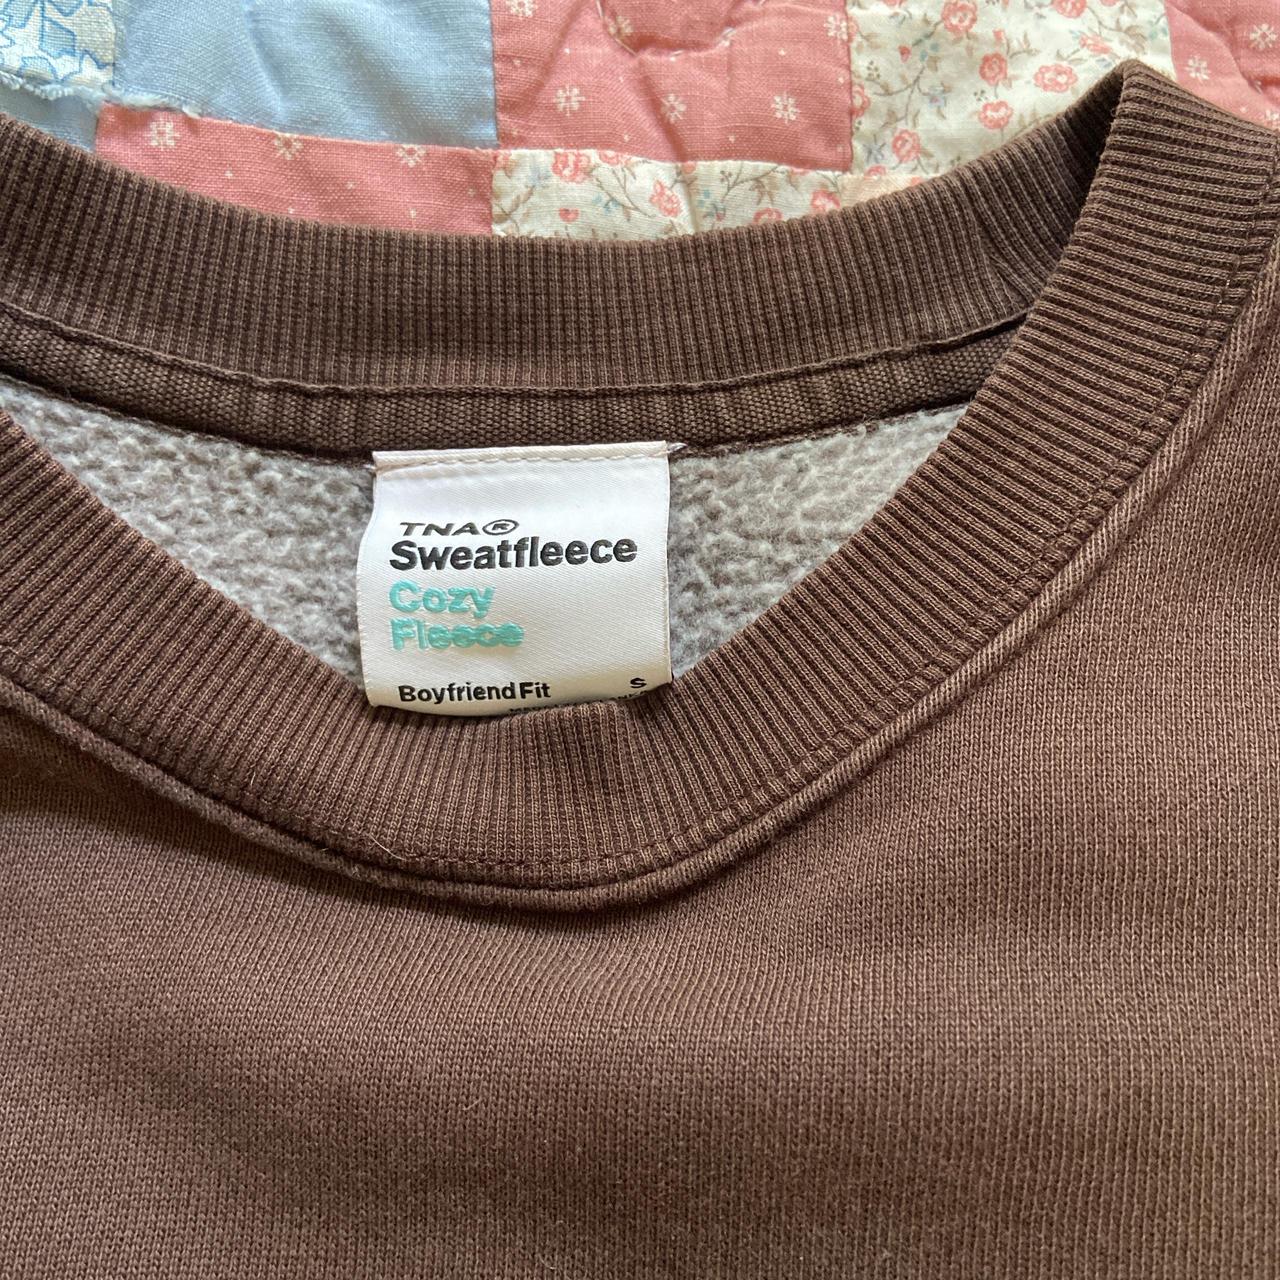 TNA®
Sweatfleece
Cozy
Fleece
Boyfriend Fit S